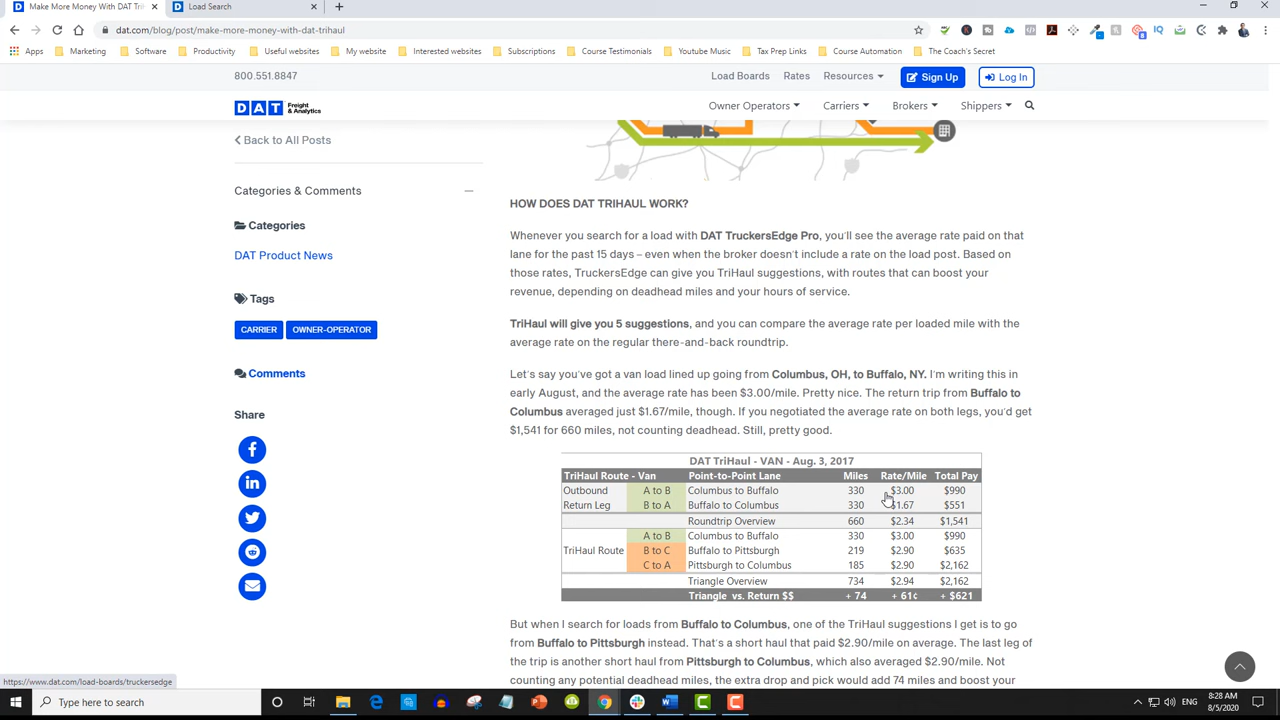 Make More Money With DAT Tri
Load Search
dat.com/blog/post/make-more-money-with-dat-trihaul
Apps
Marketing
Software
Productivity
Useful websites
My website
Interested websites
Subscriptions
Course Testimonials
Youtube Music
Tax Prep Links
Course Automation
The Coach's Secret
800.551.8847
Load Boards
Rates
Resources
Sign Up
Log In
DAT Freight & Analytics
Owner Operators
Carriers
Brokers
Shippers
Back to All Posts
Categories & Comments
Categories
DAT Product News
Tags
CARRIER
OWNER-OPERATOR
Comments
Share
HOW DOES DAT TRIHAUL WORK?
Whenever you search for a load with DAT TruckersEdge Pro, you'll see the average rate paid on that
lane for the past 15 days – even when the broker doesn't include a rate on the load post. Based on
those rates, TruckersEdge can give you TriHaul suggestions, with routes that can boost your
revenue, depending on deadhead miles and your hours of service.
TriHaul will give you 5 suggestions, and you can compare the average rate per loaded mile with the
average rate on the regular there-and-back roundtrip.
Let's say you've got a van load lined up going from Columbus, OH, to Buffalo, NY. I'm writing this in
early August, and the average rate has been $3.00/mile. Pretty nice. The return trip from Buffalo to
Columbus averaged just $1.67/mile, though. If you negotiated the average rate on both legs, you'd get
$1,541 for 660 miles, not counting deadhead. Still, pretty good.
DAT TriHaul - VAN - Aug. 3, 2017
TriHaul Route - Van Point-to-Point Lane Miles Rate/Mile Total Pay
Outbound A to B Columbus to Buffalo 330 $3.00 $990
Return Leg B to A Buffalo to Columbus 330 $1.67 $551
Roundtrip Overview 660 $2.34 $1,541
A to B Columbus to Buffalo 330 $3.00 $990
TriHaul Route B to C Buffalo to Pittsburgh 219 $2.90 $635
C to A Pittsburgh to Columbus 185 $2.90 $2,162
Triangle Overview 734 $2.94 $2,162
Triangle vs. Return $$ + 74 + 61¢ + $621
But when I search for loads from Buffalo to Columbus, one of the TriHaul suggestions I get is to go
from Buffalo to Pittsburgh instead. That's a short haul that paid $2.90/mile on average. The last leg of
the trip is another short haul from Pittsburgh to Columbus, which also averaged $2.90/mile. Not
counting any potential deadhead miles, the extra drop and pick would add 74 miles and boost your
https://www.dat.com/load-boards/truckersedge
Type here to search
ENG
8:28 AM
8/5/2020